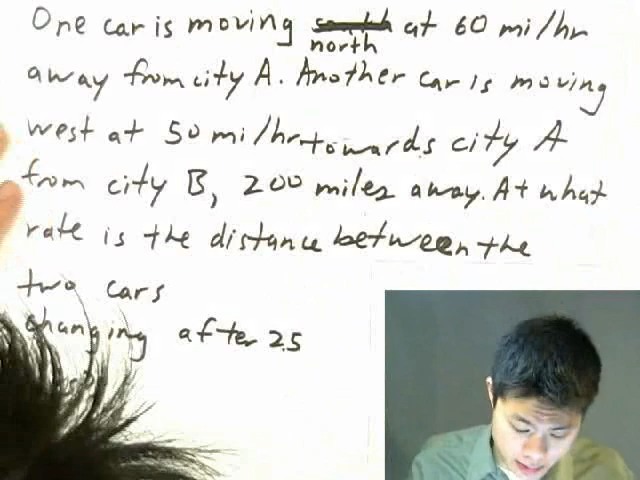 One car is moving at 60 mi/hr
north
away from city A. Another car is moving
west at 50 mi/hr towards city A
from city B, 200 miles away. At what
rate is the distance between the
two cars
changing after 2.5